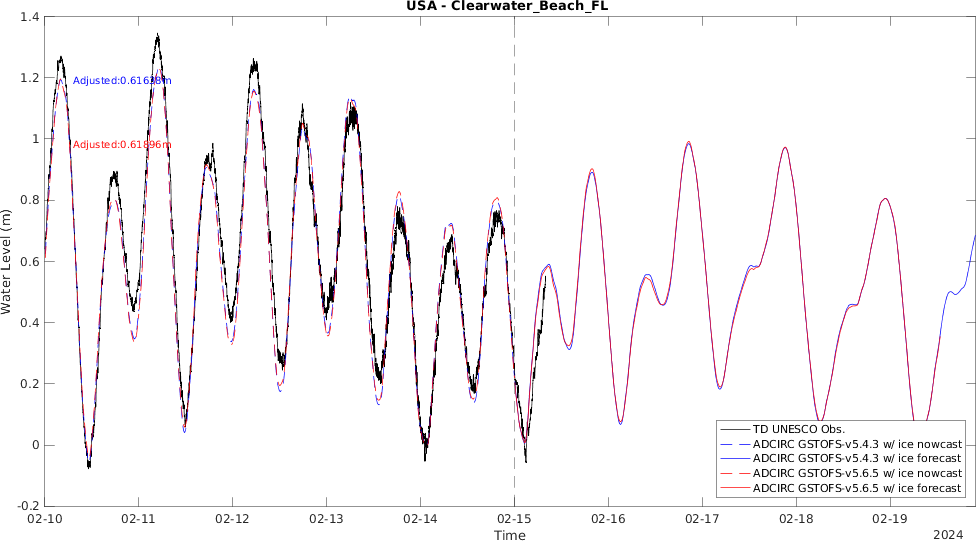 USA - Clearwater_Beach_FL
1.4
1.2
1
0.8
0.6
0.4
0.2
0
-0.2
Water Level (m)
Adjusted:0.61638m
Adjusted:0.61896m
TD UNESCO Obs.
ADCIRC GSTOFS-v5.4.3 w/ ice nowcast
ADCIRC GSTOFS-v5.4.3 w/ ice forecast
ADCIRC GSTOFS-v5.6.5 w/ ice nowcast
ADCIRC GSTOFS-v5.6.5 w/ ice forecast
02-10 02-11 02-12 02-13 02-14 02-15 02-16 02-17 02-18 02-19
Time
2024